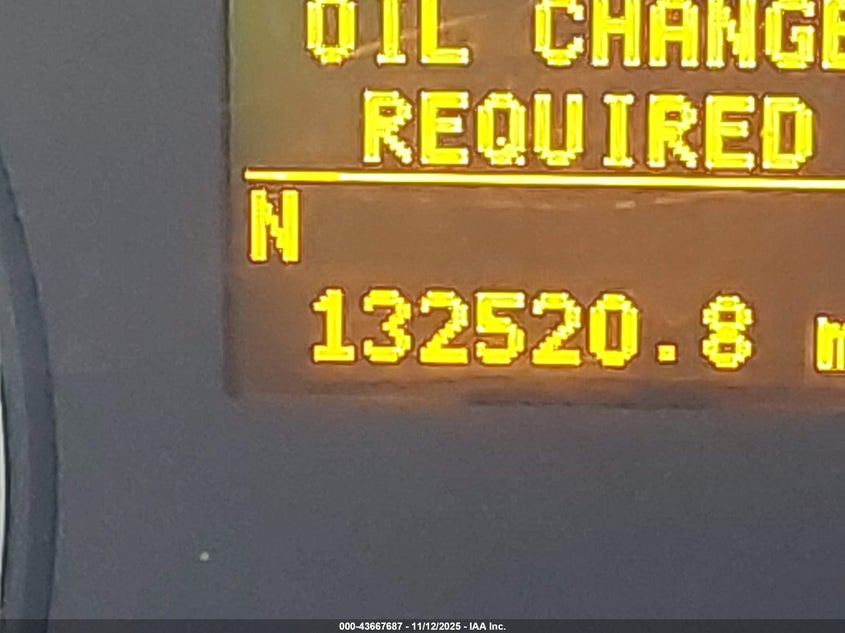 OIL CHANGE
REQUIRED
N
132520.8 m
000-43667687 - 11/12/2025 - IAA Inc.